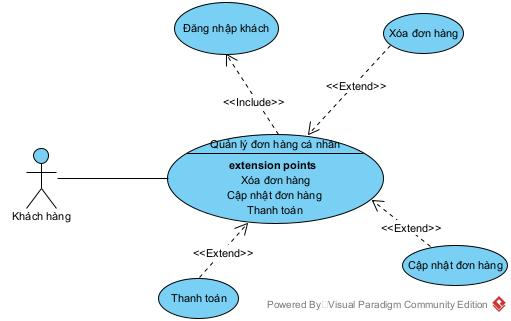 Đăng nhập khách
Xóa đơn hàng
<<Extend>>
<<Include>>
Quản lý đơn hàng cá nhân
extension points
Xóa đơn hàng
Cập nhật đơn hàng
Thanh toán
Khách hàng
<<Extend>>
<<Extend>>
Cập nhật đơn hàng
Thanh toán
Powered By Visual Paradigm Community Edition